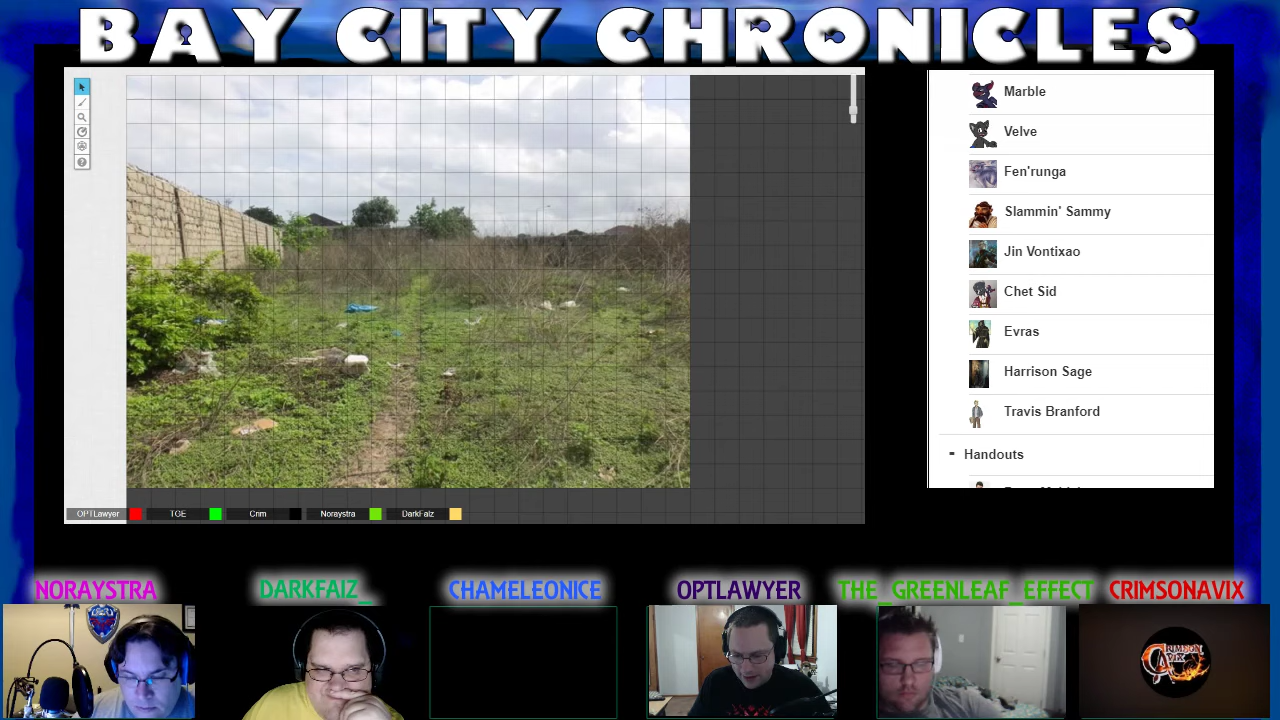 BAY CITY CHRONICLES
Marble
Velve
Fen'runga
Slammin' Sammy
Jin Vontixao
Chet Sid
Evras
Harrison Sage
Travis Branford
- Handouts
OPTLawyer
TGE
Crim
Noraystra
DarkFaiz
NORAYSTRA
DARKFAIZ_
CHAMELEONICE
OPTLAWYER
THE_GREENLEAF_EFFECT
CRIMSONAVIX
CRIMSON
AVIX